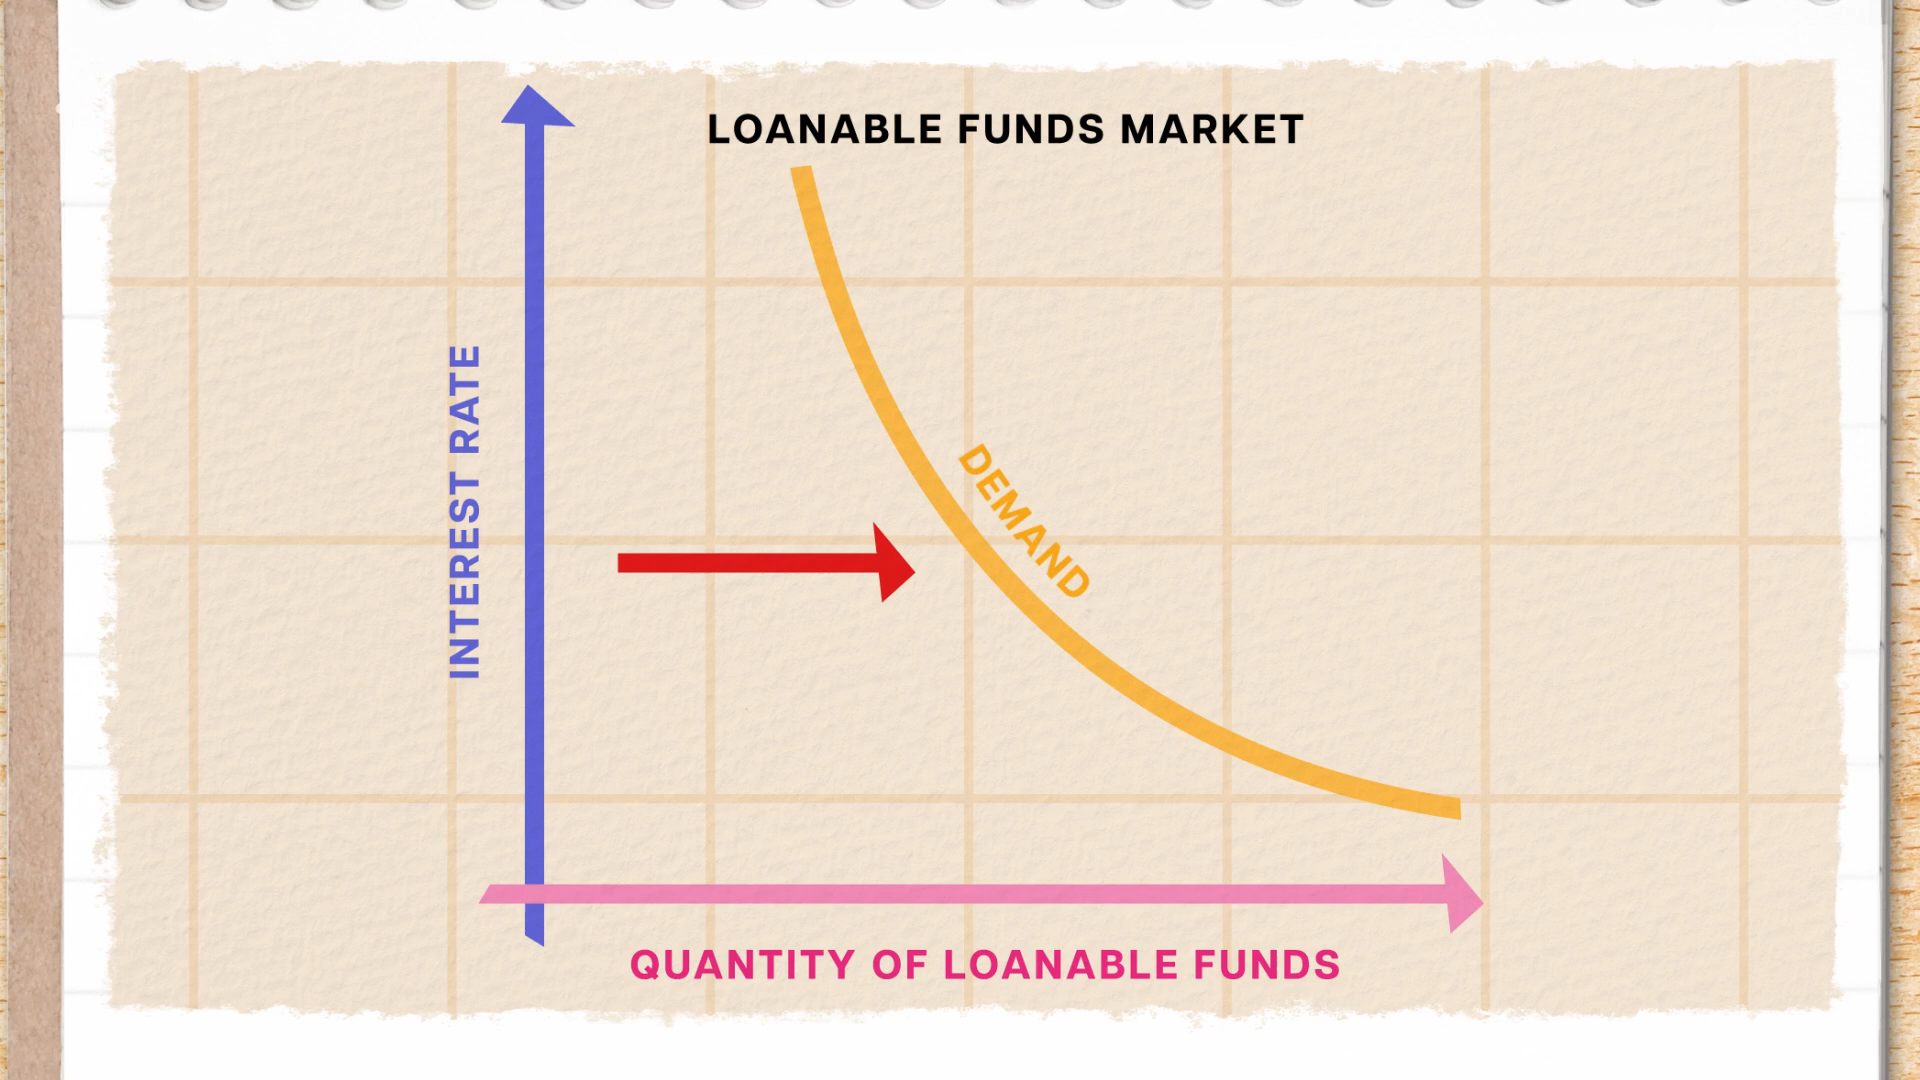 LOANABLE FUNDS MARKET
INTEREST RATE
DEMAND
QUANTITY OF LOANABLE FUNDS